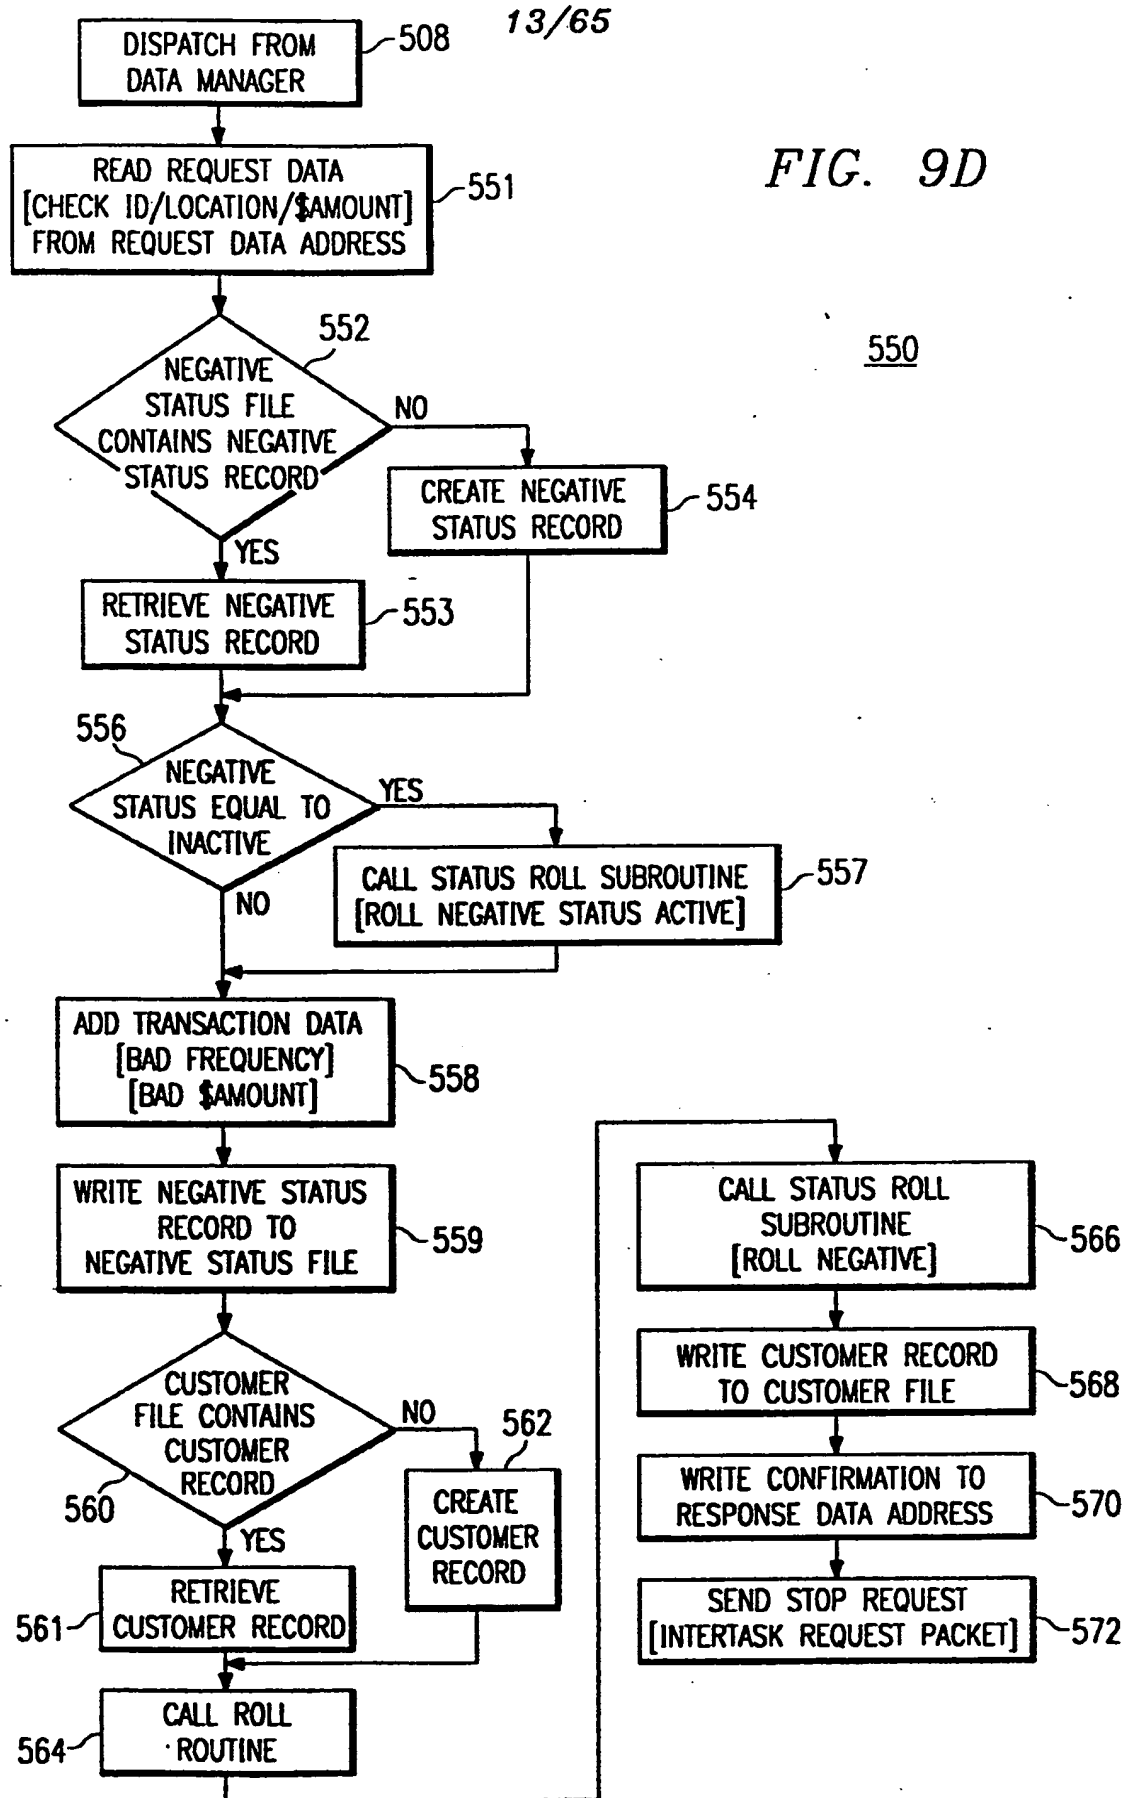 13/65
FIG. 9D
550
DISPATCH FROM
DATA MANAGER
508
READ REQUEST DATA
[CHECK ID/LOCATION/$AMOUNT]
FROM REQUEST DATA ADDRESS
551
552
NEGATIVE
STATUS FILE
CONTAINS NEGATIVE
STATUS RECORD
NO
YES
CREATE NEGATIVE
STATUS RECORD
554
RETRIEVE NEGATIVE
STATUS RECORD
553
556
NEGATIVE
STATUS EQUAL TO
INACTIVE
YES
NO
CALL STATUS ROLL SUBROUTINE
[ROLL NEGATIVE STATUS ACTIVE]
557
ADD TRANSACTION DATA
[BAD FREQUENCY]
[BAD $AMOUNT]
558
WRITE NEGATIVE STATUS
RECORD TO
NEGATIVE STATUS FILE
559
CUSTOMER
FILE CONTAINS
CUSTOMER
RECORD
560
NO
YES
562
CREATE
CUSTOMER
RECORD
RETRIEVE
CUSTOMER RECORD
561
CALL ROLL
ROUTINE
564
CALL STATUS ROLL
SUBROUTINE
[ROLL NEGATIVE]
566
WRITE CUSTOMER RECORD
TO CUSTOMER FILE
568
WRITE CONFIRMATION TO
RESPONSE DATA ADDRESS
570
SEND STOP REQUEST
[INTERTASK REQUEST PACKET]
572